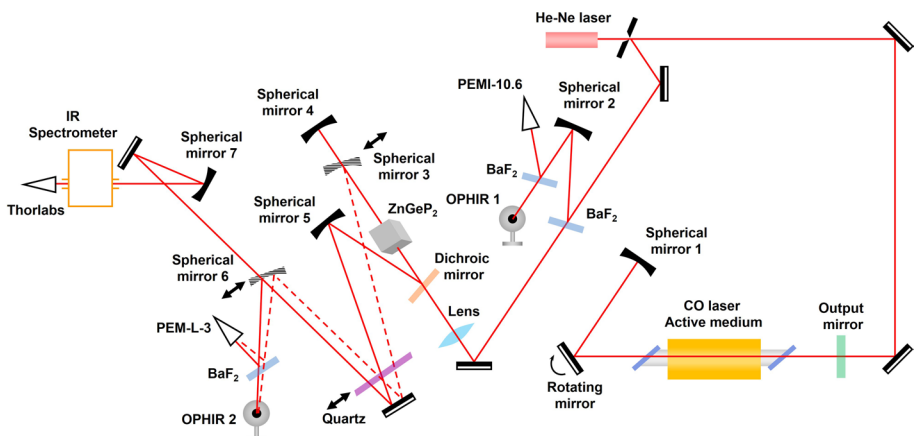 He-Ne laser
PEMI-10.6
Spherical
mirror 2
Spherical
mirror 4
IR
Spectrometer
Spherical
mirror 7
Spherical
mirror 3
BaF₂
OPHIR 1
Thorlabs
Spherical
mirror 5
ZnGeP₂
BaF₂
Spherical
mirror 1
Spherical
mirror 6
Dichroic
mirror
Lens
CO laser
Active medium
Output
mirror
PEM-L-3
BaF₂
Rotating
mirror
OPHIR 2
Quartz